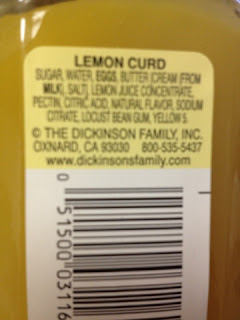 LEMON CURD
SUGAR, WATER, EGGS, BUTTER (CREAM (FROM
MILK), SALT), LEMON JUICE CONCENTRATE,
PECTIN, CITRIC ACID, NATURAL FLAVOR, SODIUM
CITRATE, LOCUST BEAN GUM, YELLOW 5.
© THE DICKINSON FAMILY, INC.
OXNARD, CA 93030 800-535-5437
www.dickinsonsfamily.com
0 51500 03116